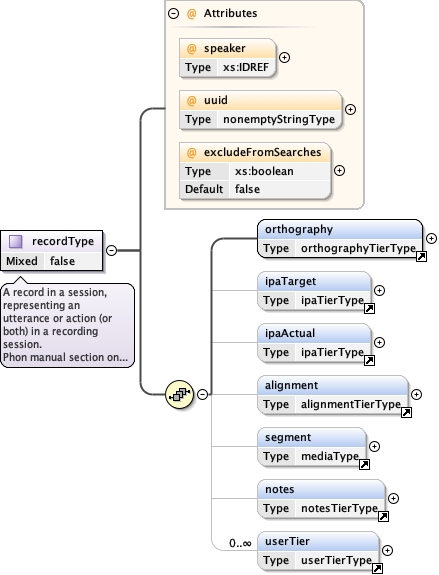 @ Attributes
@ speaker
Type xs:IDREF
@ uuid
Type nonemptyStringType
@ excludeFromSearches
Type xs:boolean
Default false
recordType
Mixed false
A record in a session,
representing an
utterance or action (or
both) in a recording
session.
Phon manual section on...
orthography
Type orthographyTierType
ipaTarget
Type ipaTierType
ipaActual
Type ipaTierType
alignment
Type alignmentTierType
segment
Type mediaType
notes
Type notesTierType
0..∞
userTier
Type userTierType